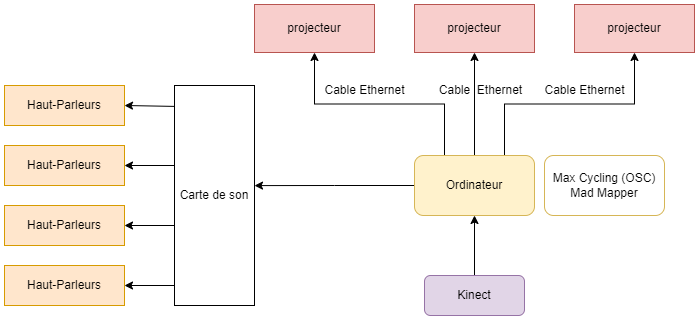 projecteur
projecteur
projecteur
Cable Ethernet
Cable Ethernet
Cable Ethernet
Haut-Parleurs
Haut-Parleurs
Haut-Parleurs
Haut-Parleurs
Carte de son
Ordinateur
Max Cycling (OSC)
Mad Mapper
Kinect